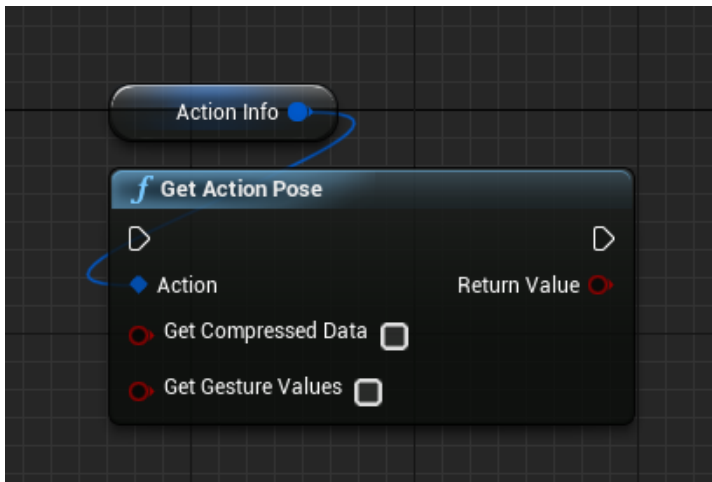 Action Info
f Get Action Pose
Action
Return Value
Get Compressed Data
Get Gesture Values